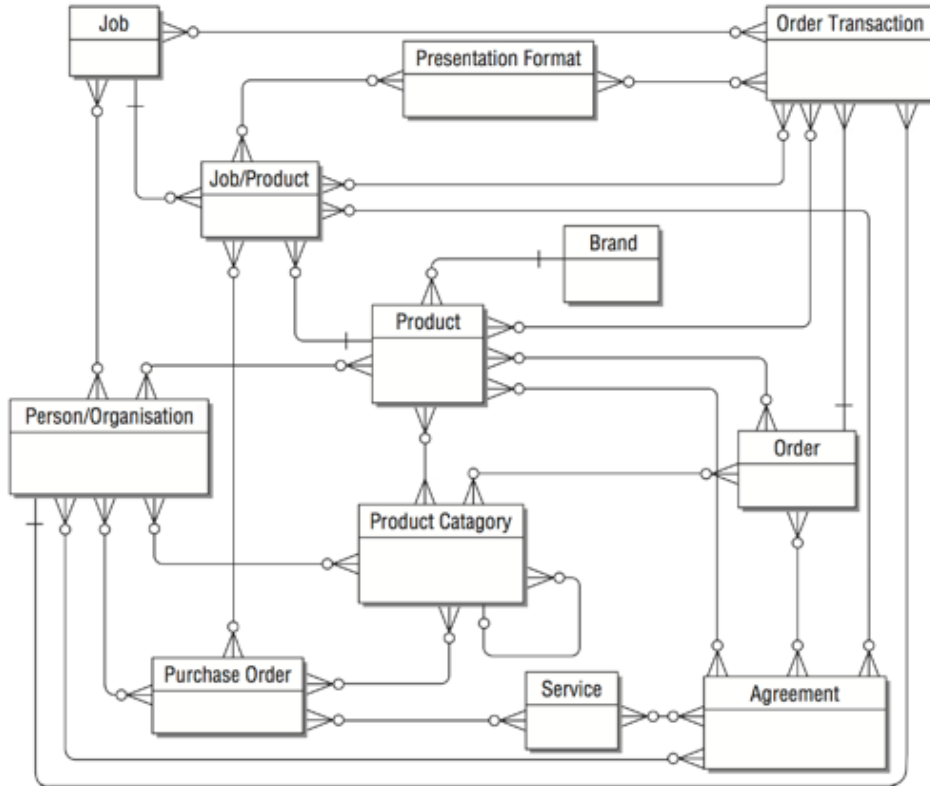 Job
Order Transaction
Presentation Format
Job/Product
Brand
Product
Person/Organisation
Order
Product Catagory
Purchase Order
Service
Agreement